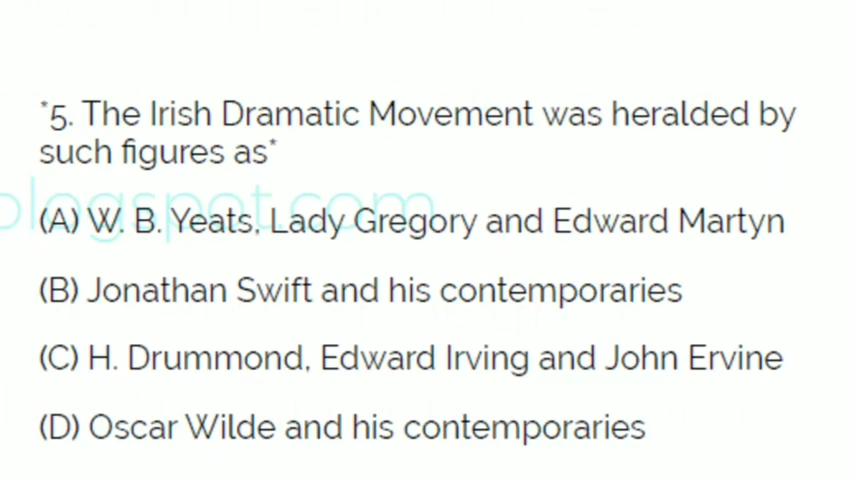 *5. The Irish Dramatic Movement was heralded by
such figures as*
blogspot.com
(A) W. B. Yeats, Lady Gregory and Edward Martyn
(B) Jonathan Swift and his contemporaries
(C) H. Drummond, Edward Irving and John Ervine
(D) Oscar Wilde and his contemporaries